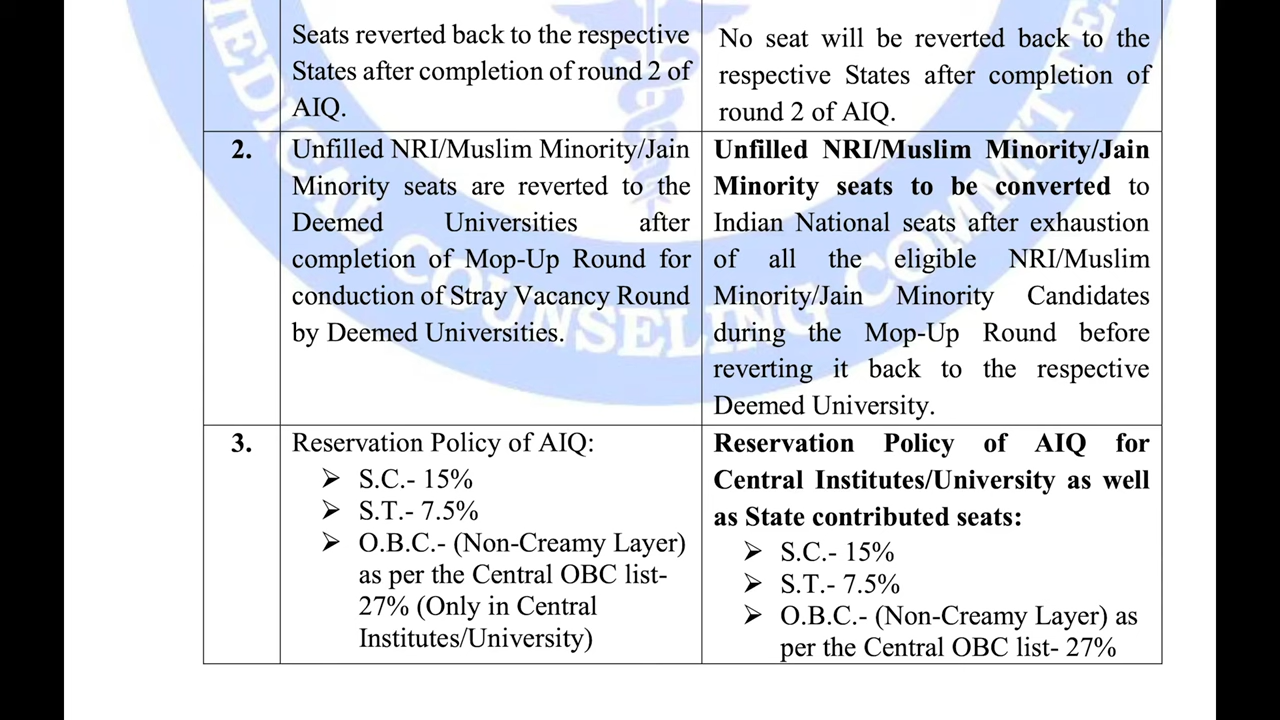 Seats reverted back to the respective
States after completion of round 2 of
AIQ.
No seat will be reverted back to the
respective States after completion of
round 2 of AIQ.
2.
Unfilled NRI/Muslim Minority/Jain
Minority seats are reverted to the
Deemed Universities after
completion of Mop-Up Round for
conduction of Stray Vacancy Round
by Deemed Universities.
Unfilled NRI/Muslim Minority/Jain
Minority seats to be converted to
Indian National seats after exhaustion
of all the eligible NRI/Muslim
Minority/Jain Minority Candidates
during the Mop-Up Round before
reverting it back to the respective
Deemed University.
3.
Reservation Policy of AIQ:
➢ S.C.- 15%
➢ S.T.- 7.5%
➢ O.B.C.- (Non-Creamy Layer)
as per the Central OBC list-
27% (Only in Central
Institutes/University)
Reservation Policy of AIQ for
Central Institutes/University as well
as State contributed seats:
➢ S.C.- 15%
➢ S.T.- 7.5%
➢ O.B.C.- (Non-Creamy Layer) as
per the Central OBC list- 27%
MEDICAL COUNSELING COMMITTEE